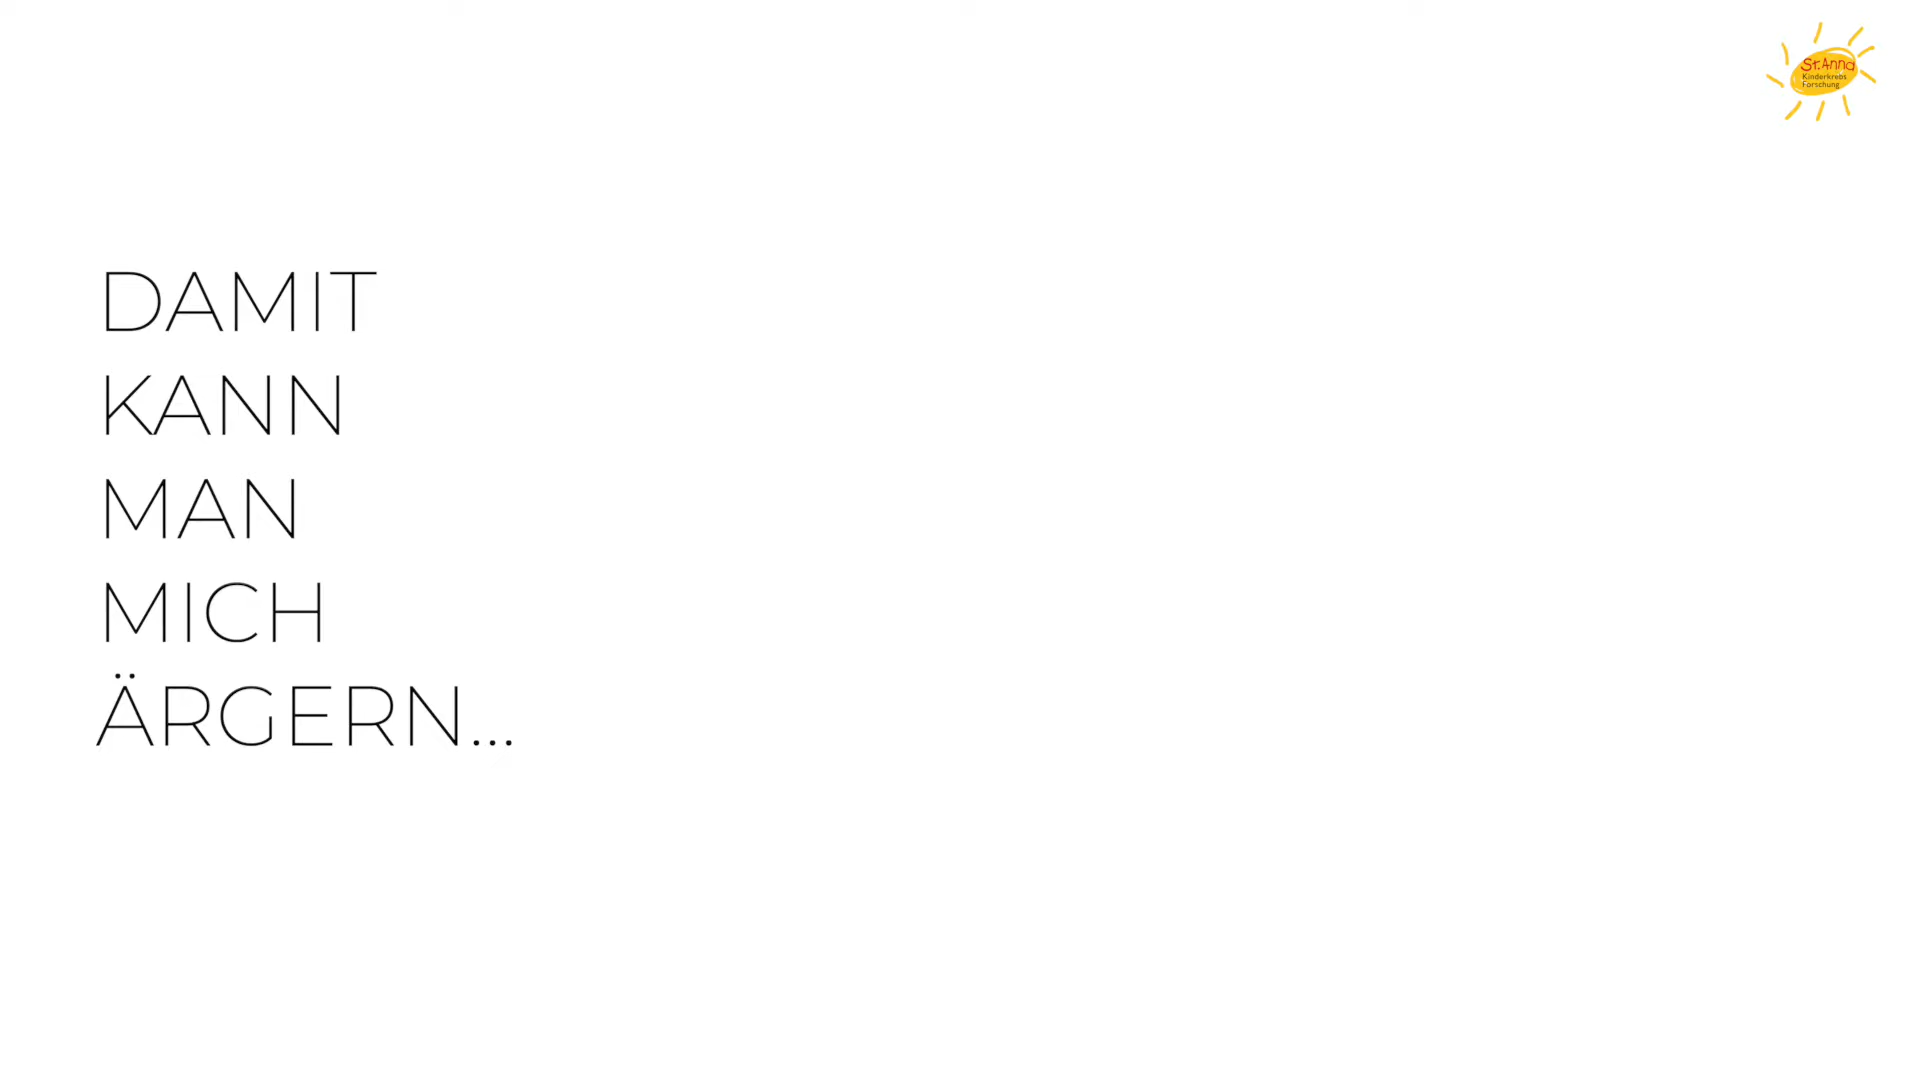 St. Anna
Kinderkrebs
Forschung
DAMIT
KANN
MAN
MICH
ÄRGERN...